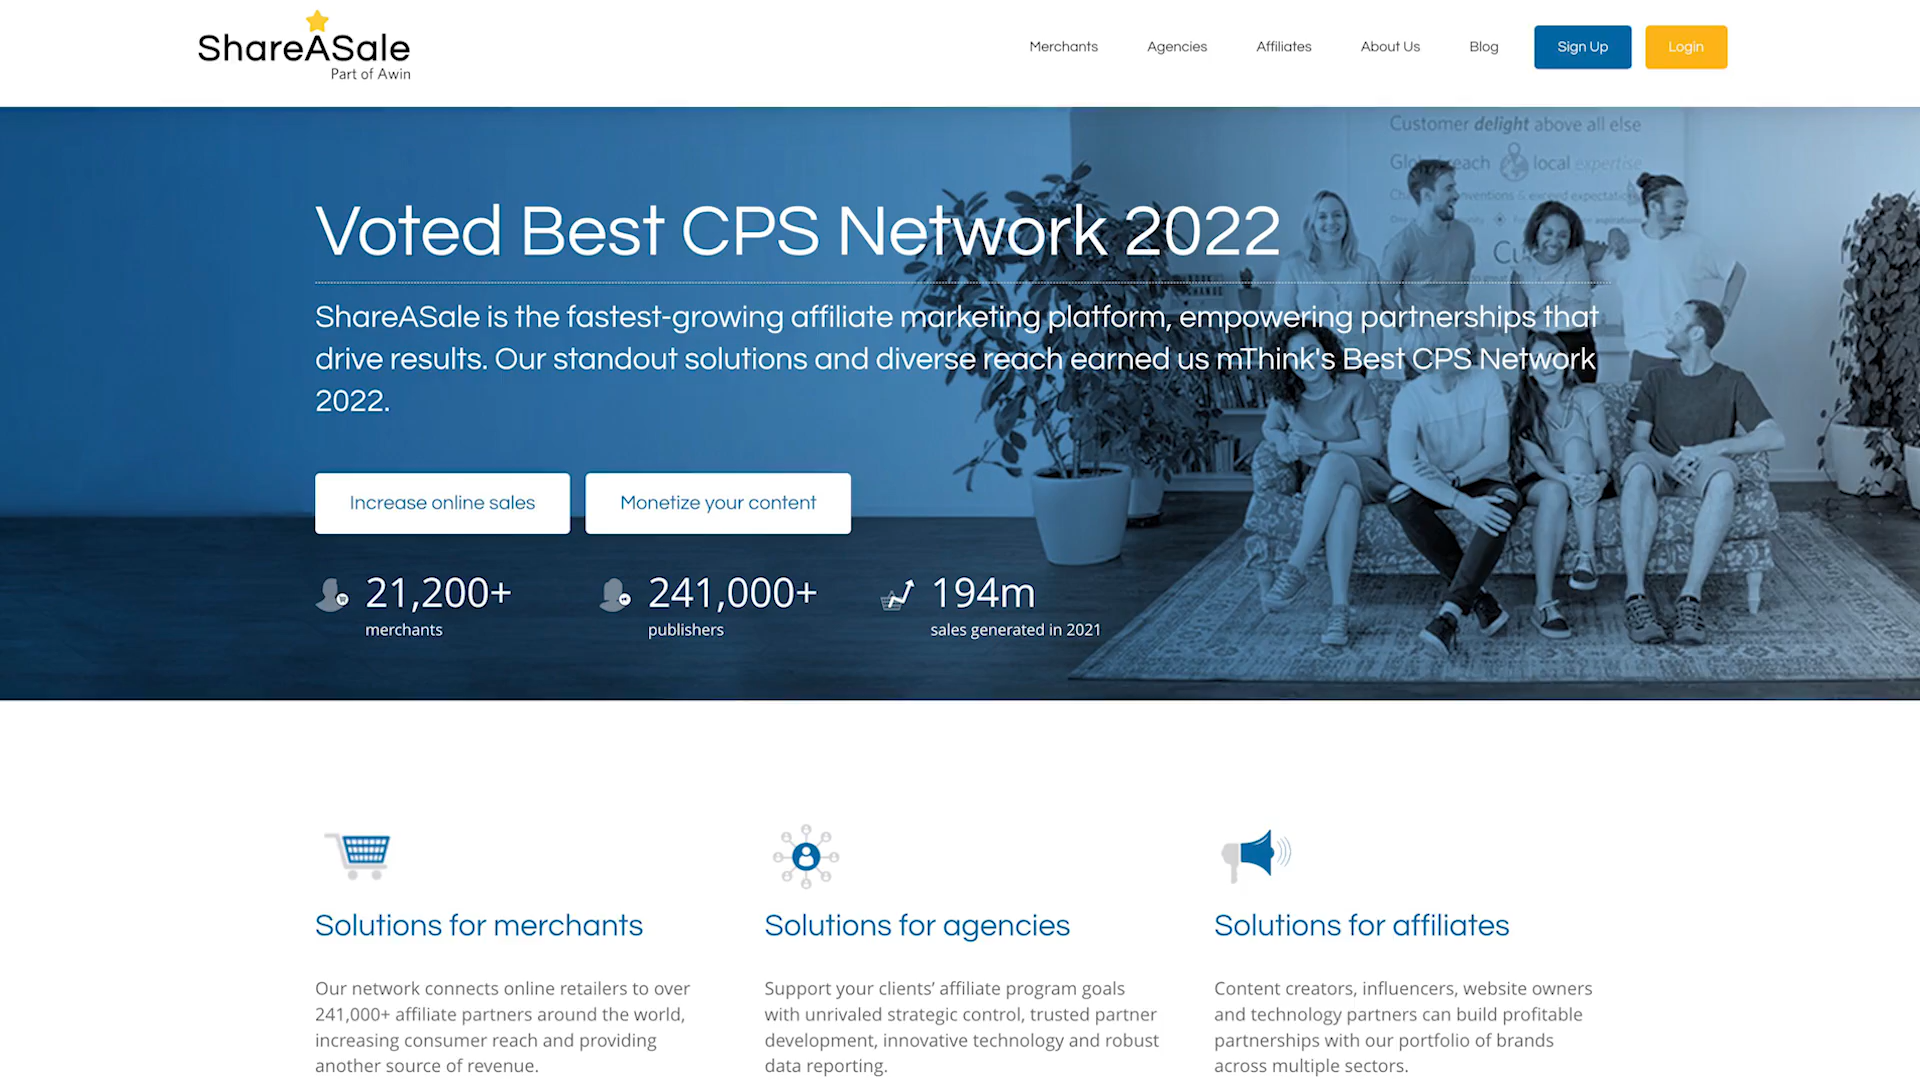 ShareASale
Part of Awin
Merchants
Agencies
Affiliates
About Us
Blog
Sign Up
Login
Customer delight above all else
local expertise
Voted Best CPS Network 2022
ShareASale is the fastest-growing affiliate marketing platform, empowering partnerships that
drive results. Our standout solutions and diverse reach earned us mThink's Best CPS Network
2022.
Increase online sales
Monetize your content
21,200+
merchants
241,000+
publishers
194m
sales generated in 2021
Solutions for merchants
Our network connects online retailers to over
241,000+ affiliate partners around the world,
increasing consumer reach and providing
another source of revenue.
Solutions for agencies
Support your clients’ affiliate program goals
with unrivaled strategic control, trusted partner
development, innovative technology and robust
data reporting.
Solutions for affiliates
Content creators, influencers, website owners
and technology partners can build profitable
partnerships with our portfolio of brands
across multiple sectors.